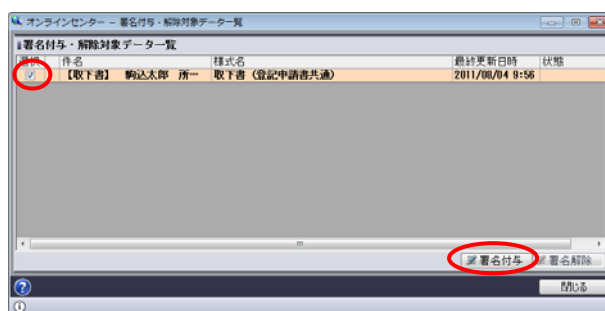 オンラインセンター － 署名付与・解除対象データ一覧
署名付与・解除対象データ一覧
選択 件名 様式名 最終更新日時 状態
【取下書】 駒込太郎 所… 取下書（登記申請書共通） 2011/08/04 9:56
署名付与 署名解除
閉じる